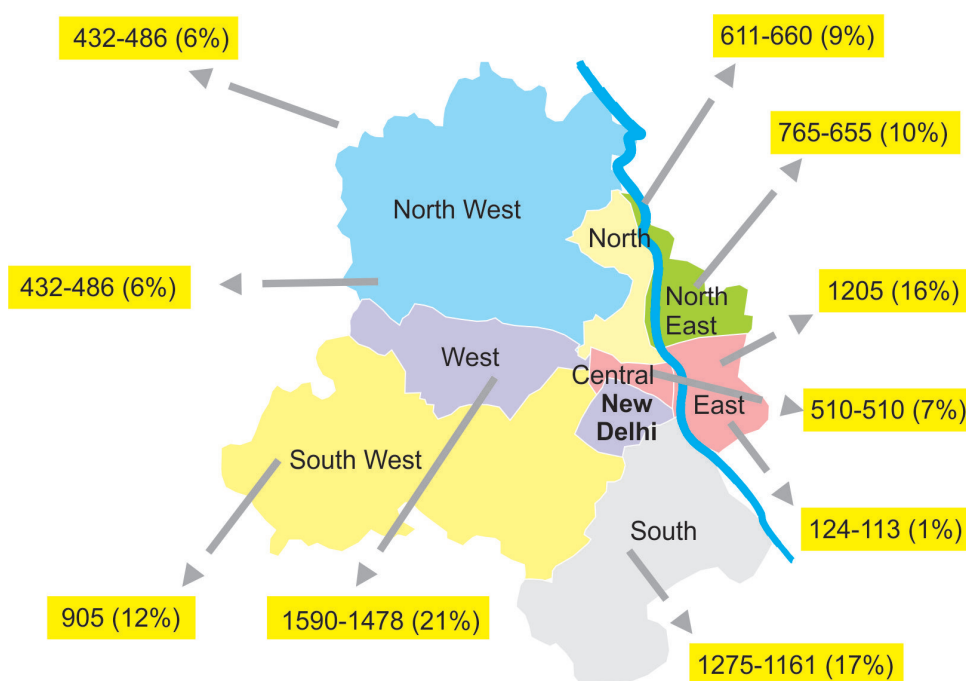 432-486 (6%)
611-660 (9%)
765-655 (10%)
North West
North
432-486 (6%)
North
East
1205 (16%)
West
Central
510-510 (7%)
New
Delhi
East
South West
South
124-113 (1%)
905 (12%)
1590-1478 (21%)
1275-1161 (17%)